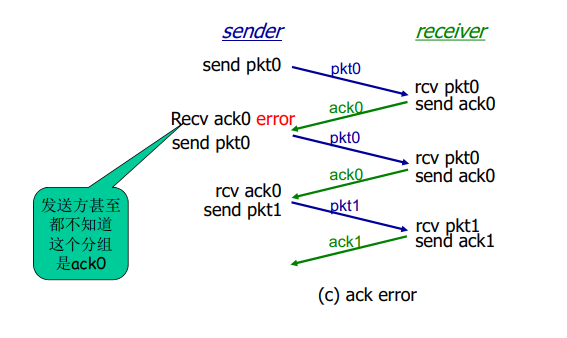 sender
receiver
send pkt0
pkt0
rcv pkt0
send ack0
ack0
Recv ack0 error
send pkt0
pkt0
rcv pkt0
send ack0
ack0
rcv ack0
send pkt1
pkt1
rcv pkt1
send ack1
ack1
发送方甚至
都不知道
这个分组
是ack0
(c) ack error